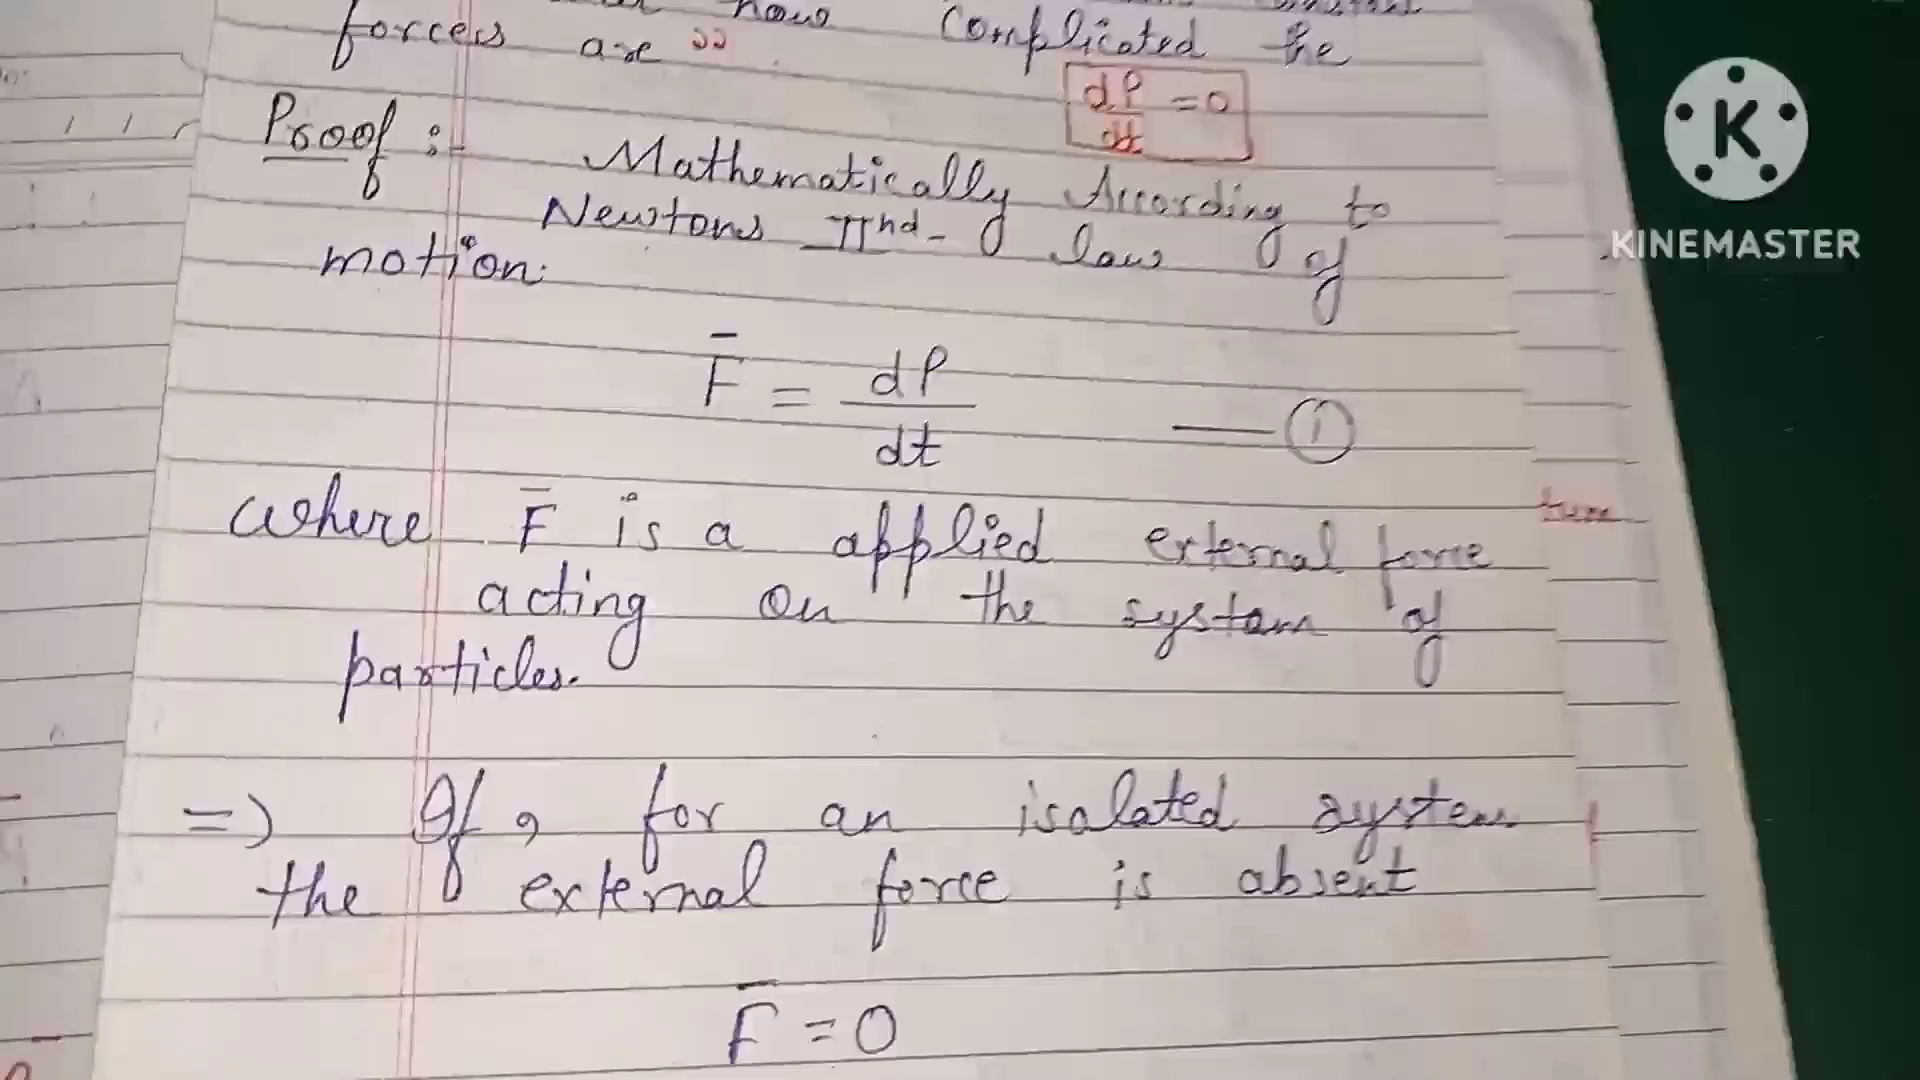 how complicated the
forces are "
dP/dt = 0
Proof :- Mathematically According to
Newtons IInd- law of
motion.
F̄ = dP/dt — ①
where F̄ is a applied external force
acting on the system of
particles.
=) If, for an isolated system
the external force is absent
F̄ = 0
KINEMASTER